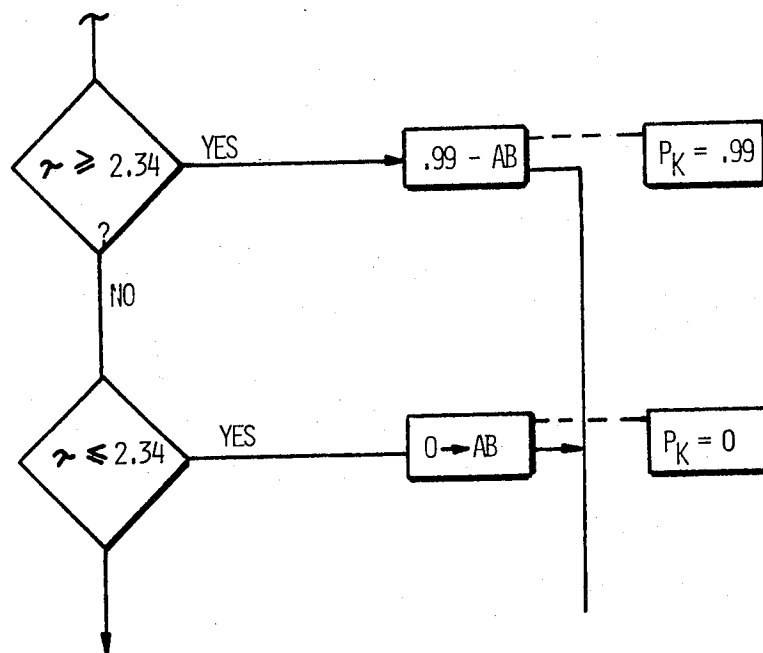 τ ≥ 2.34
?
YES
.99 - AB
P_K = .99
NO
τ ≤ 2.34
YES
0→AB
P_K = 0